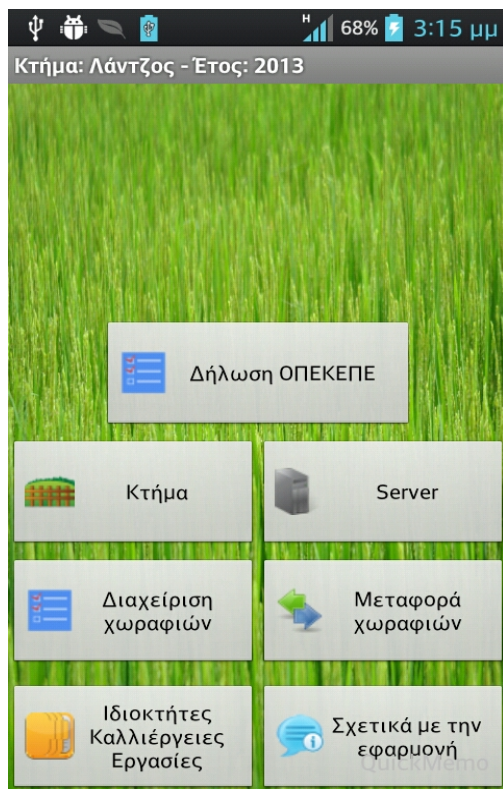 H 68% 3:15 μμ
Κτήμα: Λάντζος - Έτος: 2013
Δήλωση ΟΠΕΚΕΠΕ
Κτήμα
Server
Διαχείριση
χωραφιών
Μεταφορά
χωραφιών
Ιδιοκτήτες
Καλλιέργειες
Εργασίες
Σχετικά με την
εφαρμογή
QuickMemo